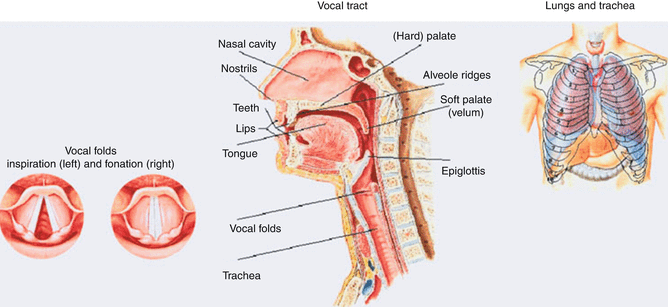 Vocal tract
Lungs and trachea
(Hard) palate
Nasal cavity
Nostrils
Alveole ridges
Teeth
Soft palate
(velum)
Lips
Tongue
Vocal folds
inspiration (left) and fonation (right)
Epiglottis
Vocal folds
Trachea